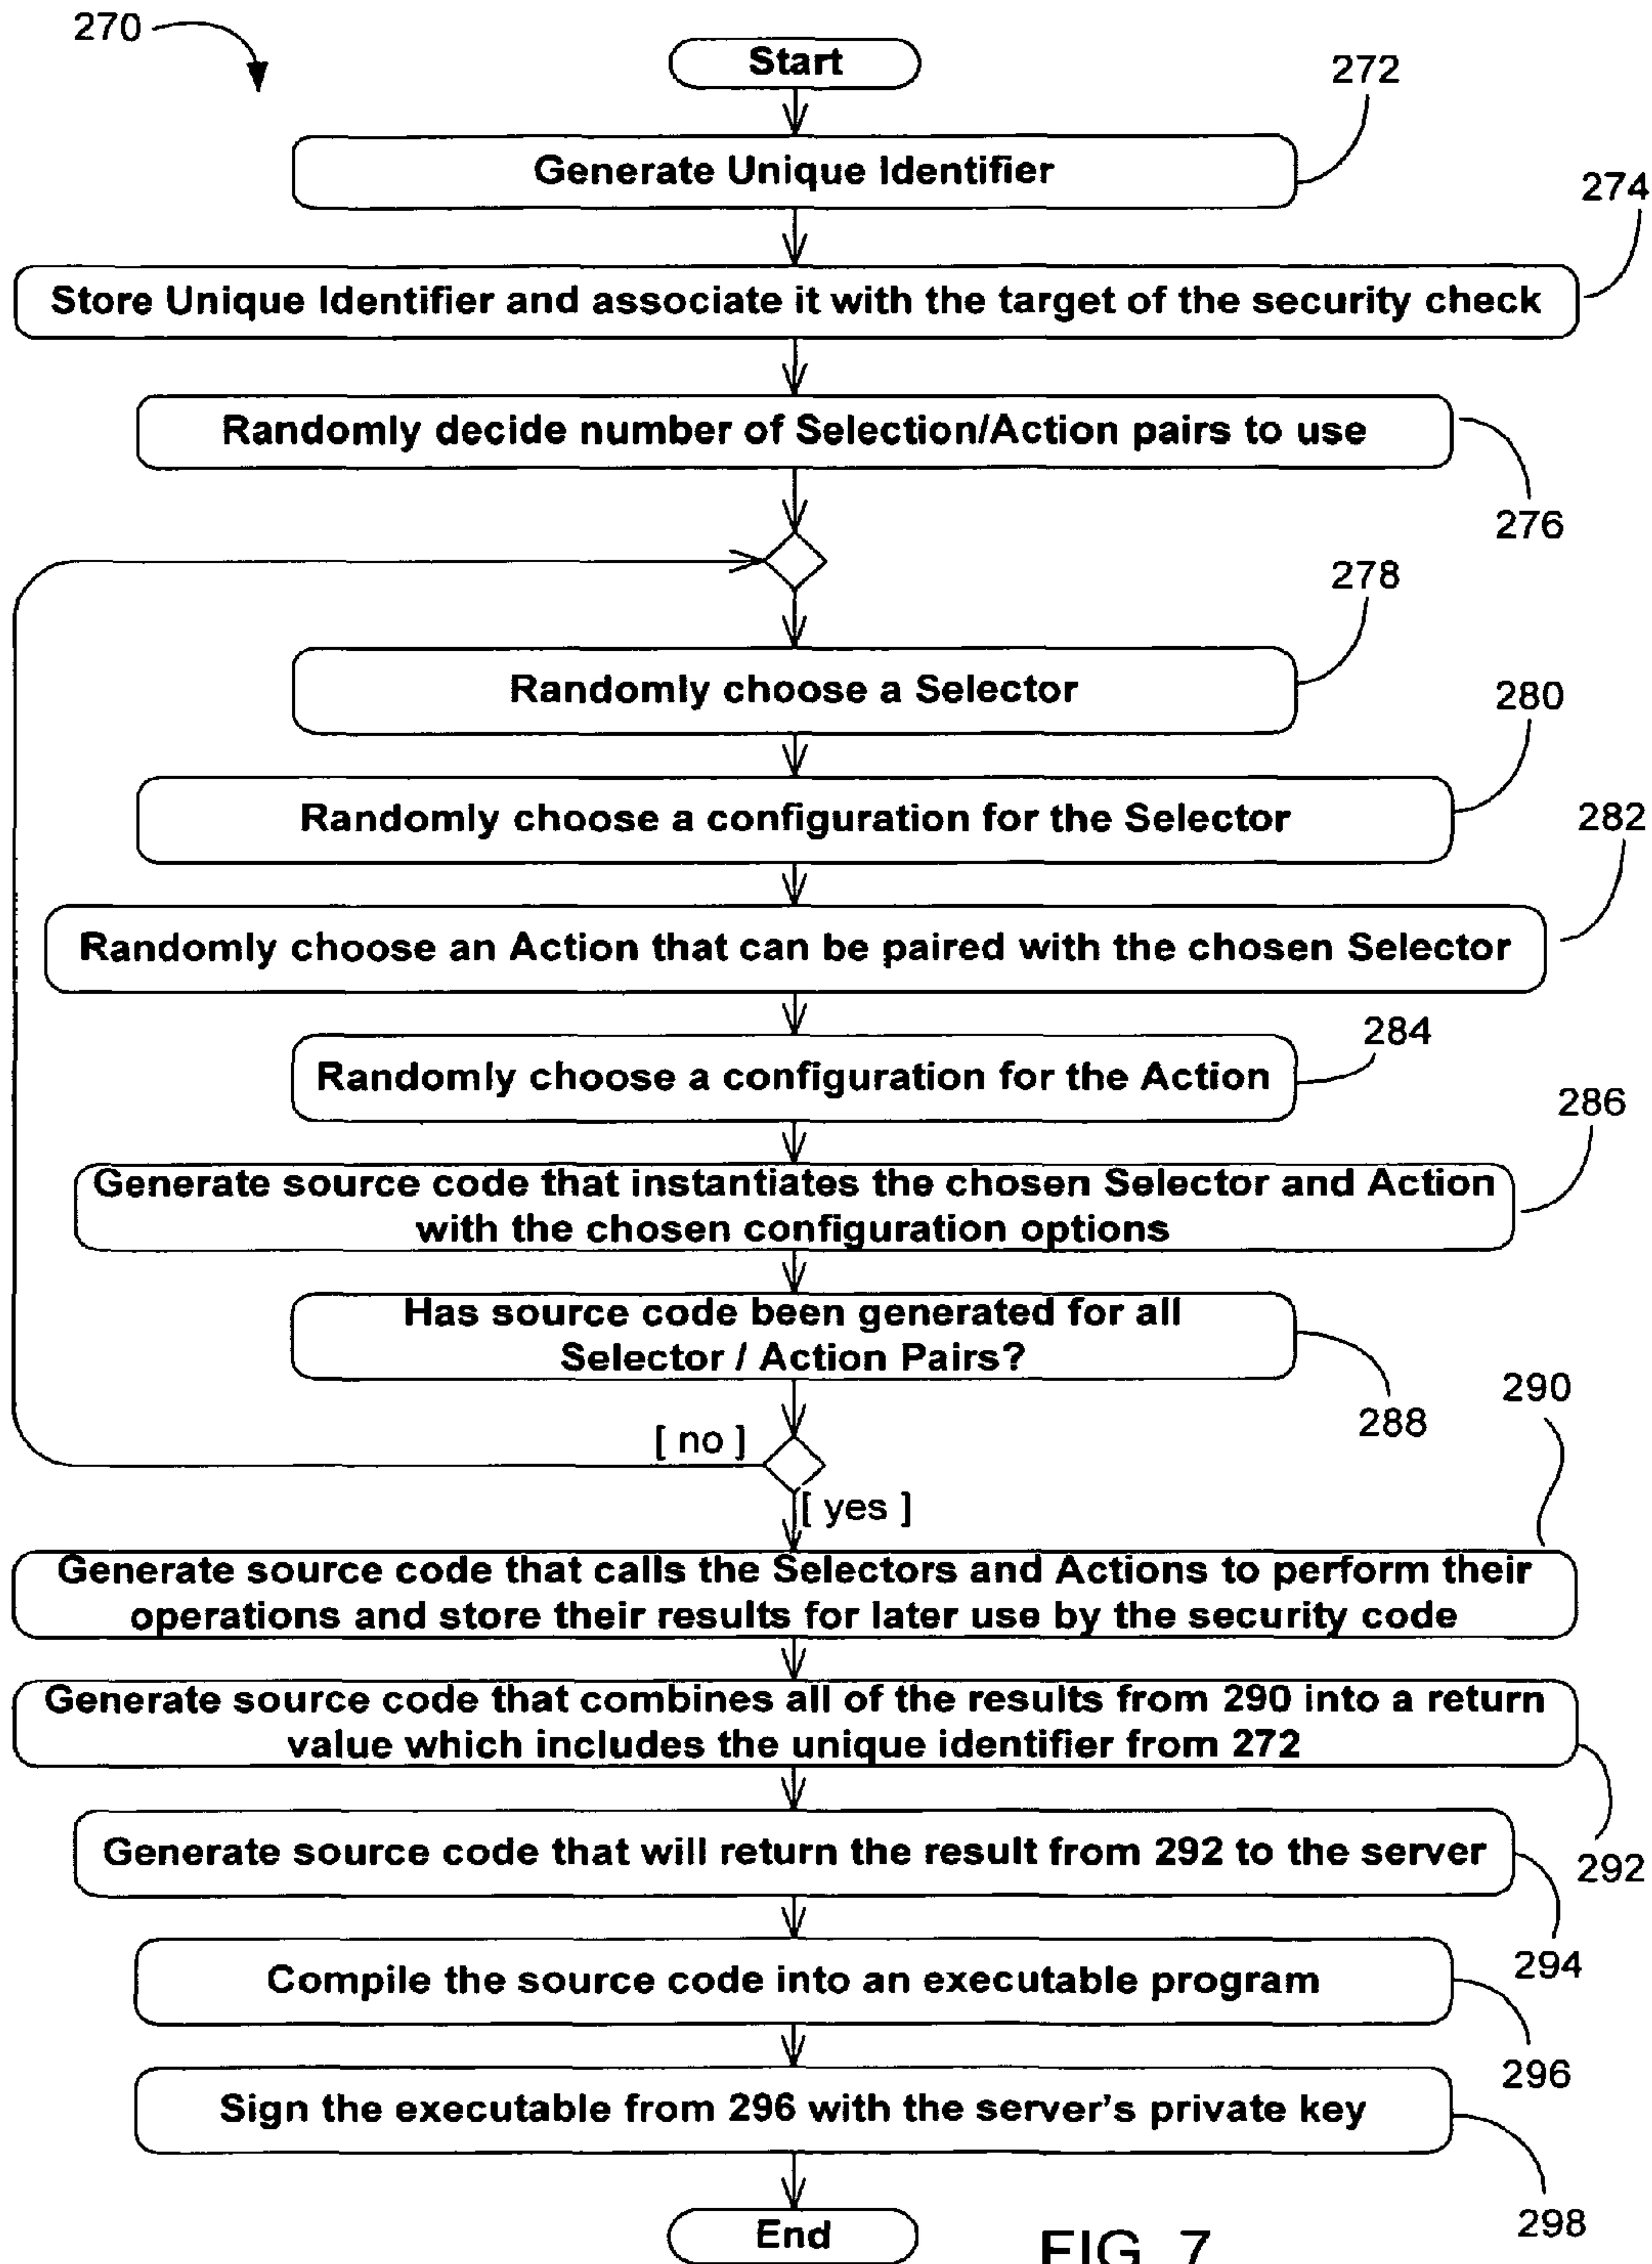 270
Start
272
Generate Unique Identifier
274
Store Unique Identifier and associate it with the target of the security check
Randomly decide number of Selection/Action pairs to use
276
278
Randomly choose a Selector
280
Randomly choose a configuration for the Selector
282
Randomly choose an Action that can be paired with the chosen Selector
284
Randomly choose a configuration for the Action
286
Generate source code that instantiates the chosen Selector and Action
with the chosen configuration options
Has source code been generated for all
Selector / Action Pairs?
288
290
[ no ]
[ yes ]
Generate source code that calls the Selectors and Actions to perform their
operations and store their results for later use by the security code
Generate source code that combines all of the results from 290 into a return
value which includes the unique identifier from 272
292
Generate source code that will return the result from 292 to the server
294
Compile the source code into an executable program
296
Sign the executable from 296 with the server's private key
298
End
FIG. 7